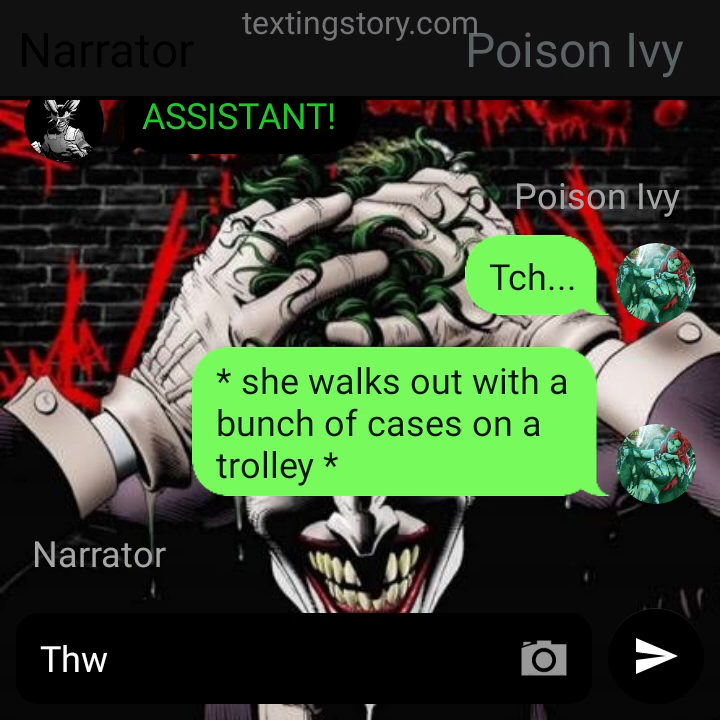 textingstory.com
Narrator
Poison Ivy
ASSISTANT!
Poison Ivy
Tch...
* she walks out with a
bunch of cases on a
trolley *
Narrator
Thw